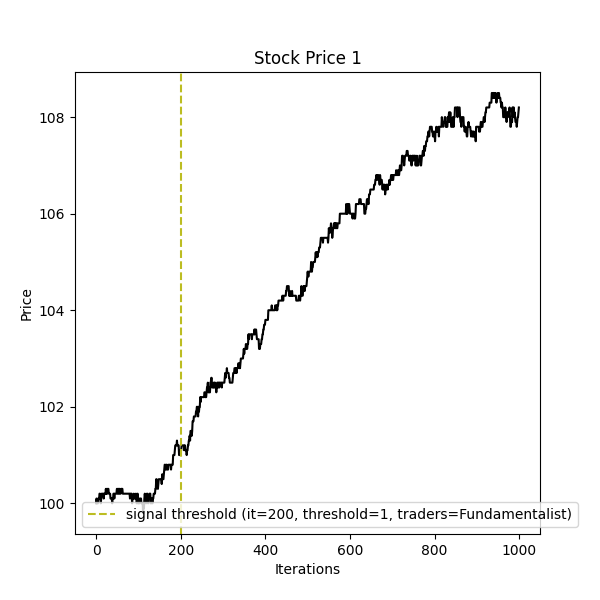 Stock Price 1
108
106
104
102
100
Price
signal threshold (it=200, threshold=1, traders=Fundamentalist)
0 200 400 600 800 1000
Iterations